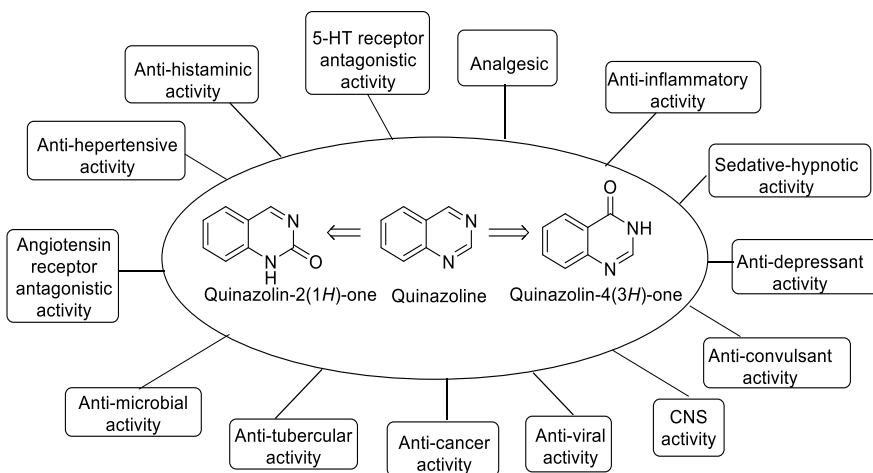 5-HT receptor
antagonistic
activity
Analgesic
Anti-histaminic
activity
Anti-inflammatory
activity
Anti-hepertensive
activity
Sedative-hypnotic
activity
O
N
N
NH
N
H
O
N
N
Quinazolin-2(1H)-one
Quinazoline
Quinazolin-4(3H)-one
Angiotensin
receptor
antagonistic
activity
Anti-depressant
activity
Anti-convulsant
activity
Anti-microbial
activity
CNS
activity
Anti-tubercular
activity
Anti-cancer
activity
Anti-viral
activity